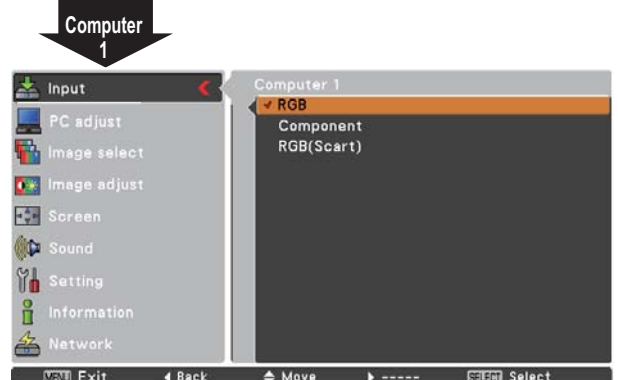 Computer
1
Input
Computer 1
RGB
PC adjust
Component
Image select
RGB(Scart)
Image adjust
Screen
Sound
Setting
Information
Network
MENU Exit
Back
Move
-----
SELECT Select